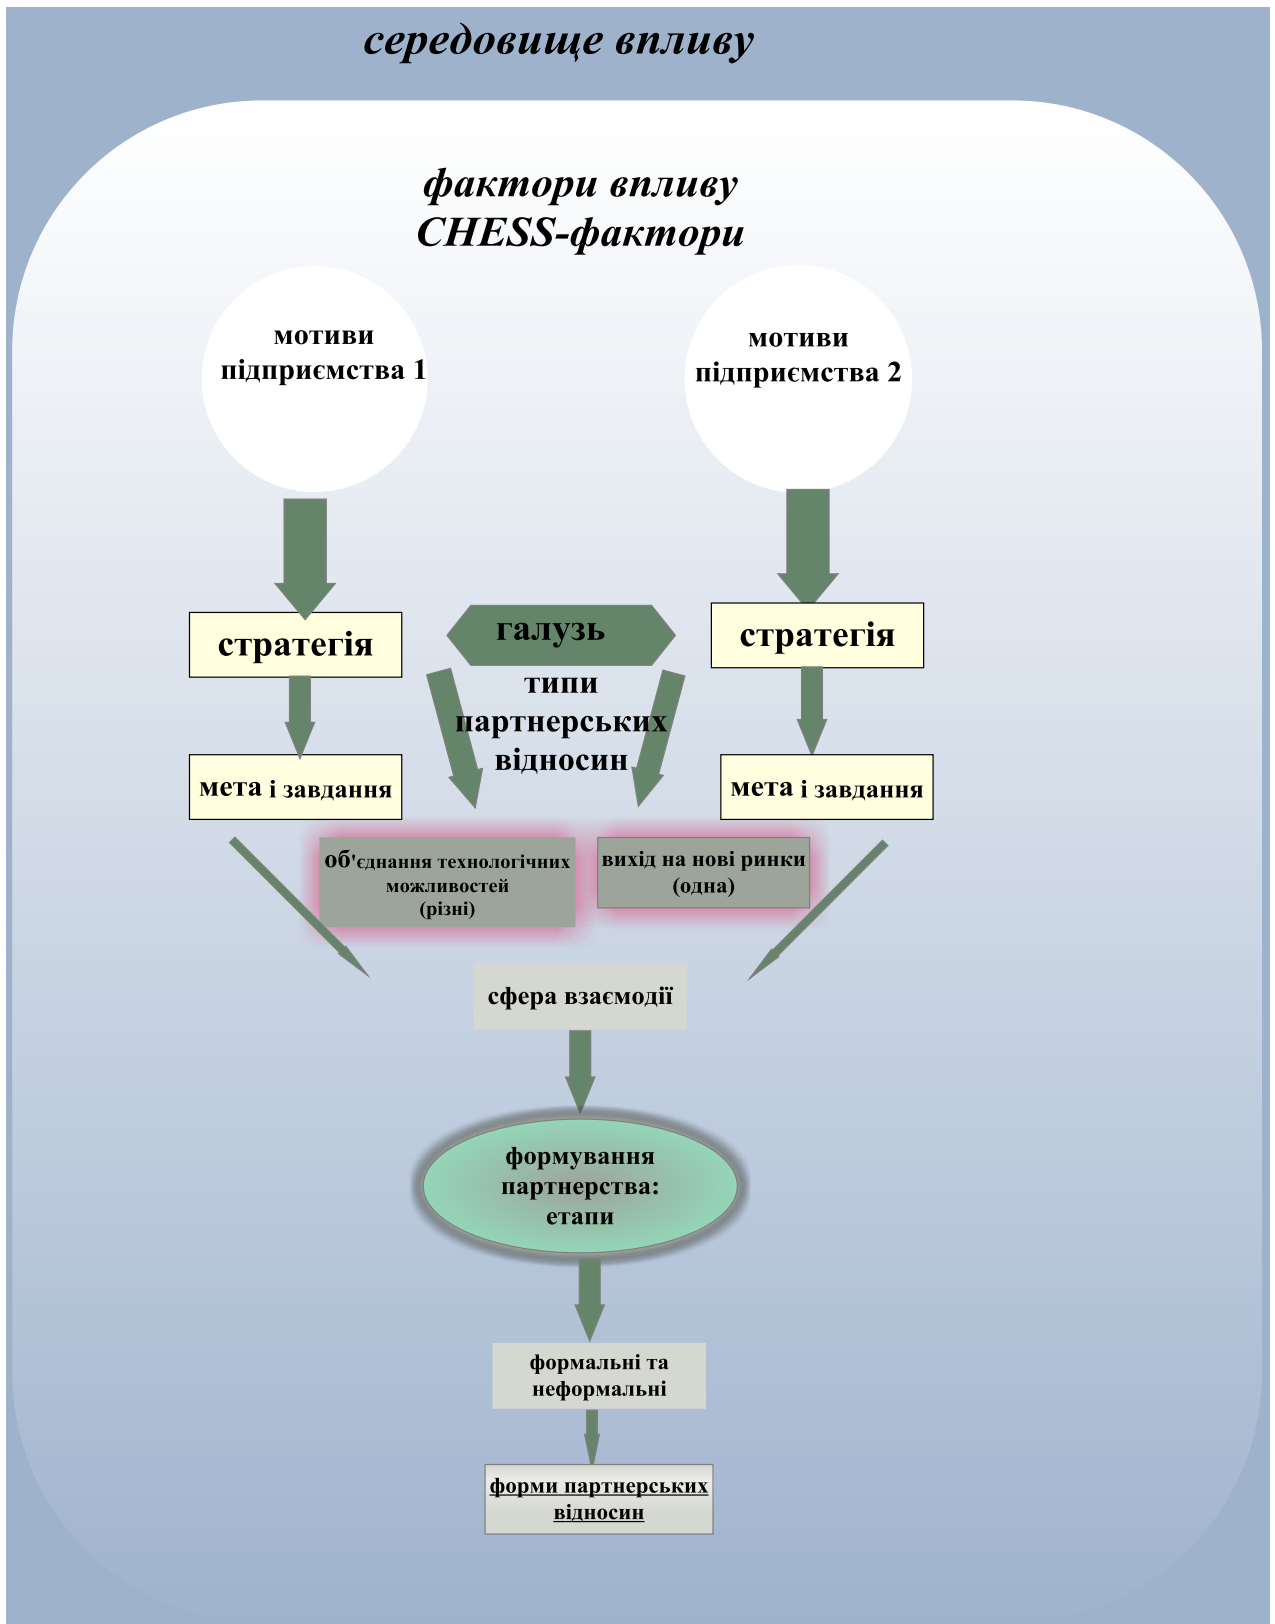 середовище впливу
фактори впливу
CHESS-фактори
мотиви
підприємства 1
мотиви
підприємства 2
стратегія
галузь
стратегія
типи
партнерських
відносин
мета і завдання
мета і завдання
об'єднання технологічних
можливостей
(різні)
вихід на нові ринки
(одна)
сфера взаємодії
формування
партнерства:
етапи
формальні та
неформальні
форми партнерських
відносин